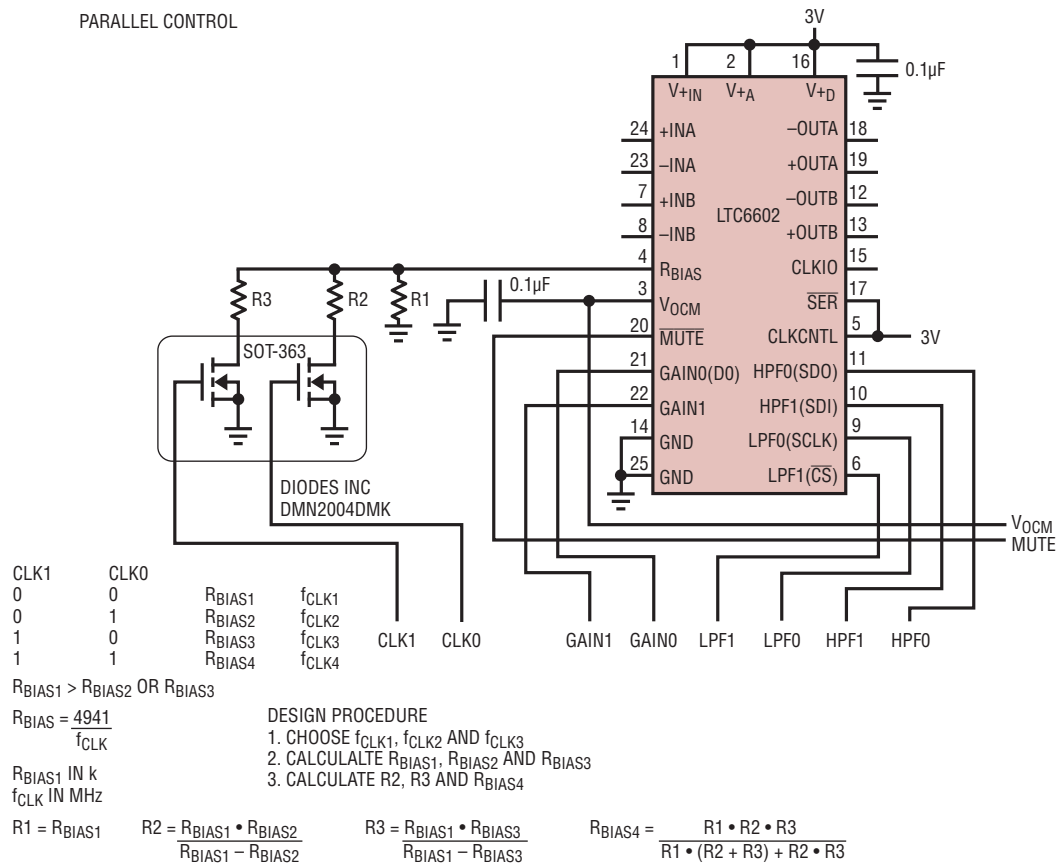 PARALLEL CONTROL
3V
1 2 16
0.1µF
V+IN V+A V+D
24 +INA –OUTA 18
23 –INA +OUTA 19
7 +INB –OUTB 12
LTC6602
8 –INB +OUTB 13
4 RBIAS CLKIO 15
R3 R2 R1
0.1µF
3 VOCM SER 17
20 MUTE CLKCNTL 5 3V
SOT-363
21 GAIN0(D0) HPF0(SDO) 11
22 GAIN1 HPF1(SDI) 10
14 GND LPF0(SCLK) 9
25 GND LPF1(CS) 6
DIODES INC
DMN2004DMK
VOCM
MUTE
CLK1 CLK0
0 0 RBIAS1 fCLK1
0 1 RBIAS2 fCLK2
1 0 RBIAS3 fCLK3
1 1 RBIAS4 fCLK4
CLK1 CLK0 GAIN1 GAIN0 LPF1 LPF0 HPF1 HPF0
RBIAS1 > RBIAS2 OR RBIAS3
RBIAS = 4941
fCLK
RBIAS1 IN k
fCLK IN MHz
DESIGN PROCEDURE
1. CHOOSE fCLK1, fCLK2 AND fCLK3
2. CALCULALTE RBIAS1, RBIAS2 AND RBIAS3
3. CALCULATE R2, R3 AND RBIAS4
R1 = RBIAS1
R2 = RBIAS1 • RBIAS2
RBIAS1 – RBIAS2
R3 = RBIAS1 • RBIAS3
RBIAS1 – RBIAS3
RBIAS4 = R1 • R2 • R3
R1 • (R2 + R3) + R2 • R3